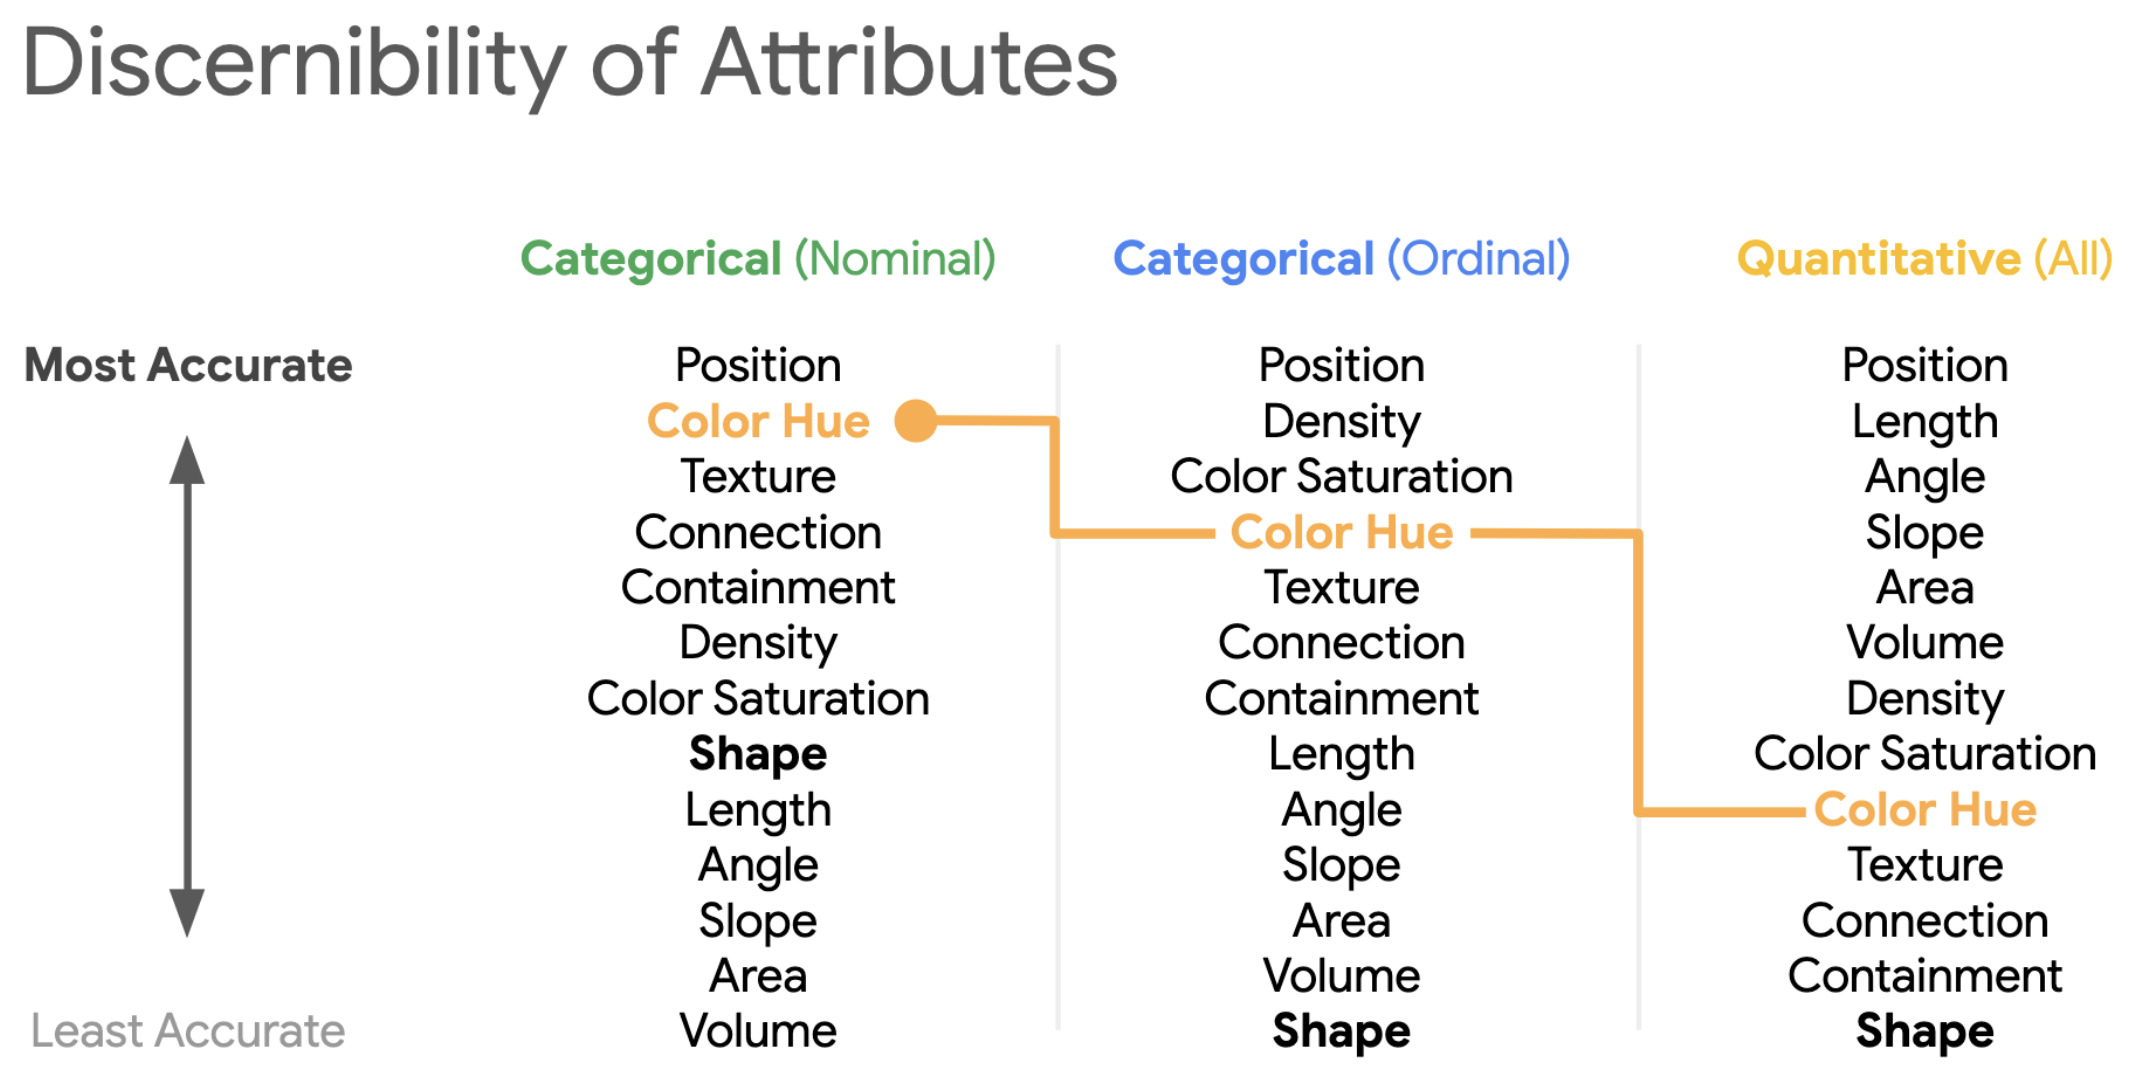 Discernibility of Attributes
Categorical (Nominal) Categorical (Ordinal) Quantitative (All)
Most Accurate Position Position Position
Color Hue Density Length
Texture Color Saturation Angle
Connection Color Hue Slope
Containment Texture Area
Density Connection Volume
Color Saturation Containment Density
Shape Length Color Saturation
Length Angle Color Hue
Angle Slope Texture
Slope Area Connection
Area Volume Containment
Least Accurate Volume Shape Shape